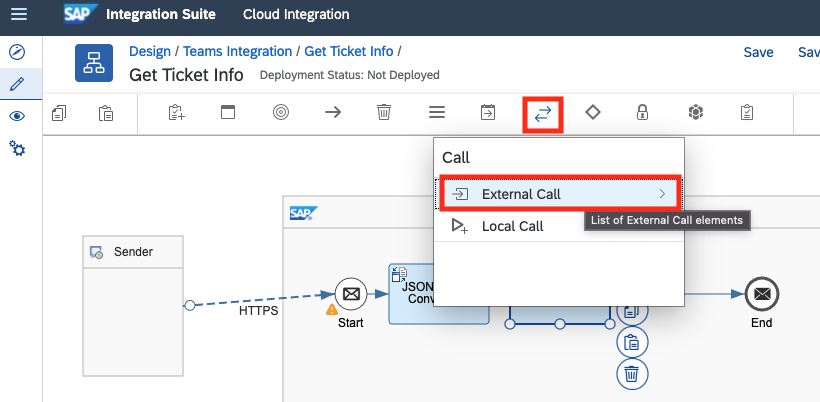 SAP Integration Suite Cloud Integration
Design / Teams Integration / Get Ticket Info /
Get Ticket Info Deployment Status: Not Deployed
Save
Call
External Call
List of External Call elements
Local Call
SAP
Sender
HTTPS
Start
JSON
Conv
End